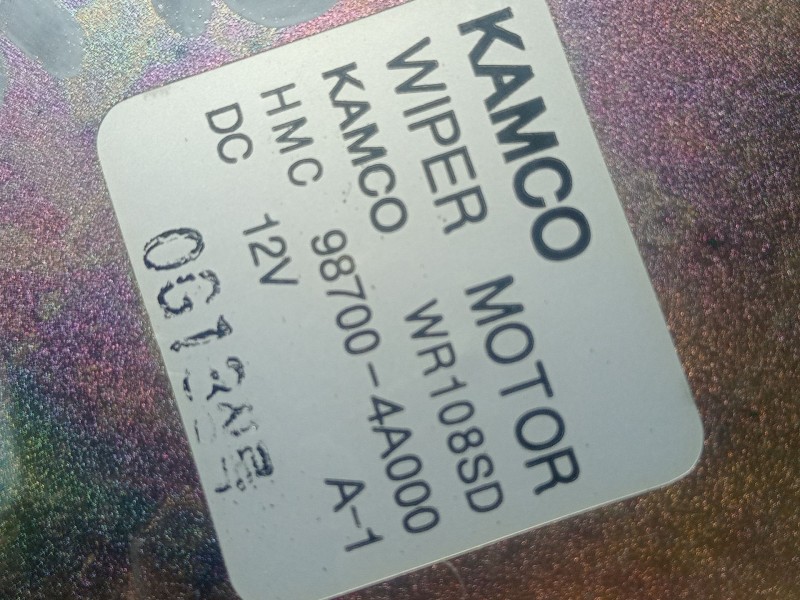 KAMCO
WIPER MOTOR
KAMCO WR108SD
HMC 98700-4A000
DC 12V A-1